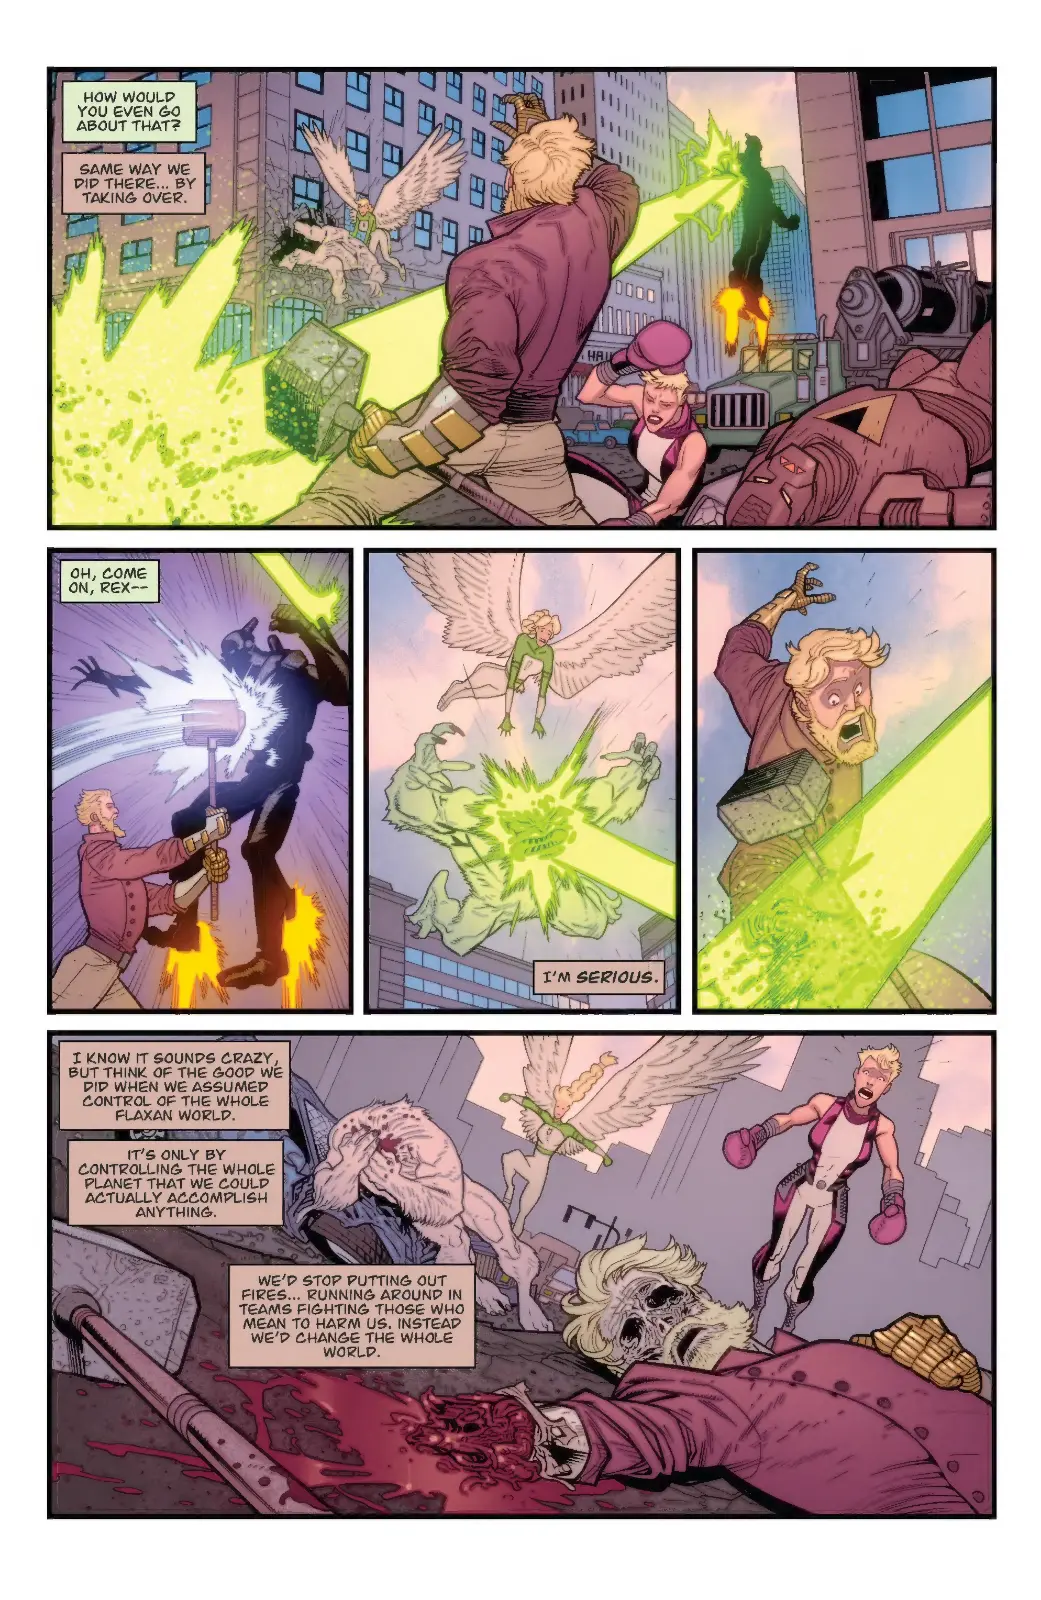 HOW WOULD
YOU EVEN GO
ABOUT THAT?
SAME WAY WE
DID THERE... BY
TAKING OVER.
HAI
OH, COME
ON, REX--
I'M SERIOUS.
I KNOW IT SOUNDS CRAZY,
BUT THINK OF THE GOOD WE
DID WHEN WE ASSUMED
CONTROL OF THE WHOLE
FLAXAN WORLD.
IT'S ONLY BY
CONTROLLING THE WHOLE
PLANET THAT WE COULD
ACTUALLY ACCOMPLISH
ANYTHING.
WE'D STOP PUTTING OUT
FIRES... RUNNING AROUND IN
TEAMS FIGHTING THOSE WHO
MEAN TO HARM US. INSTEAD
WE'D CHANGE THE WHOLE
WORLD.